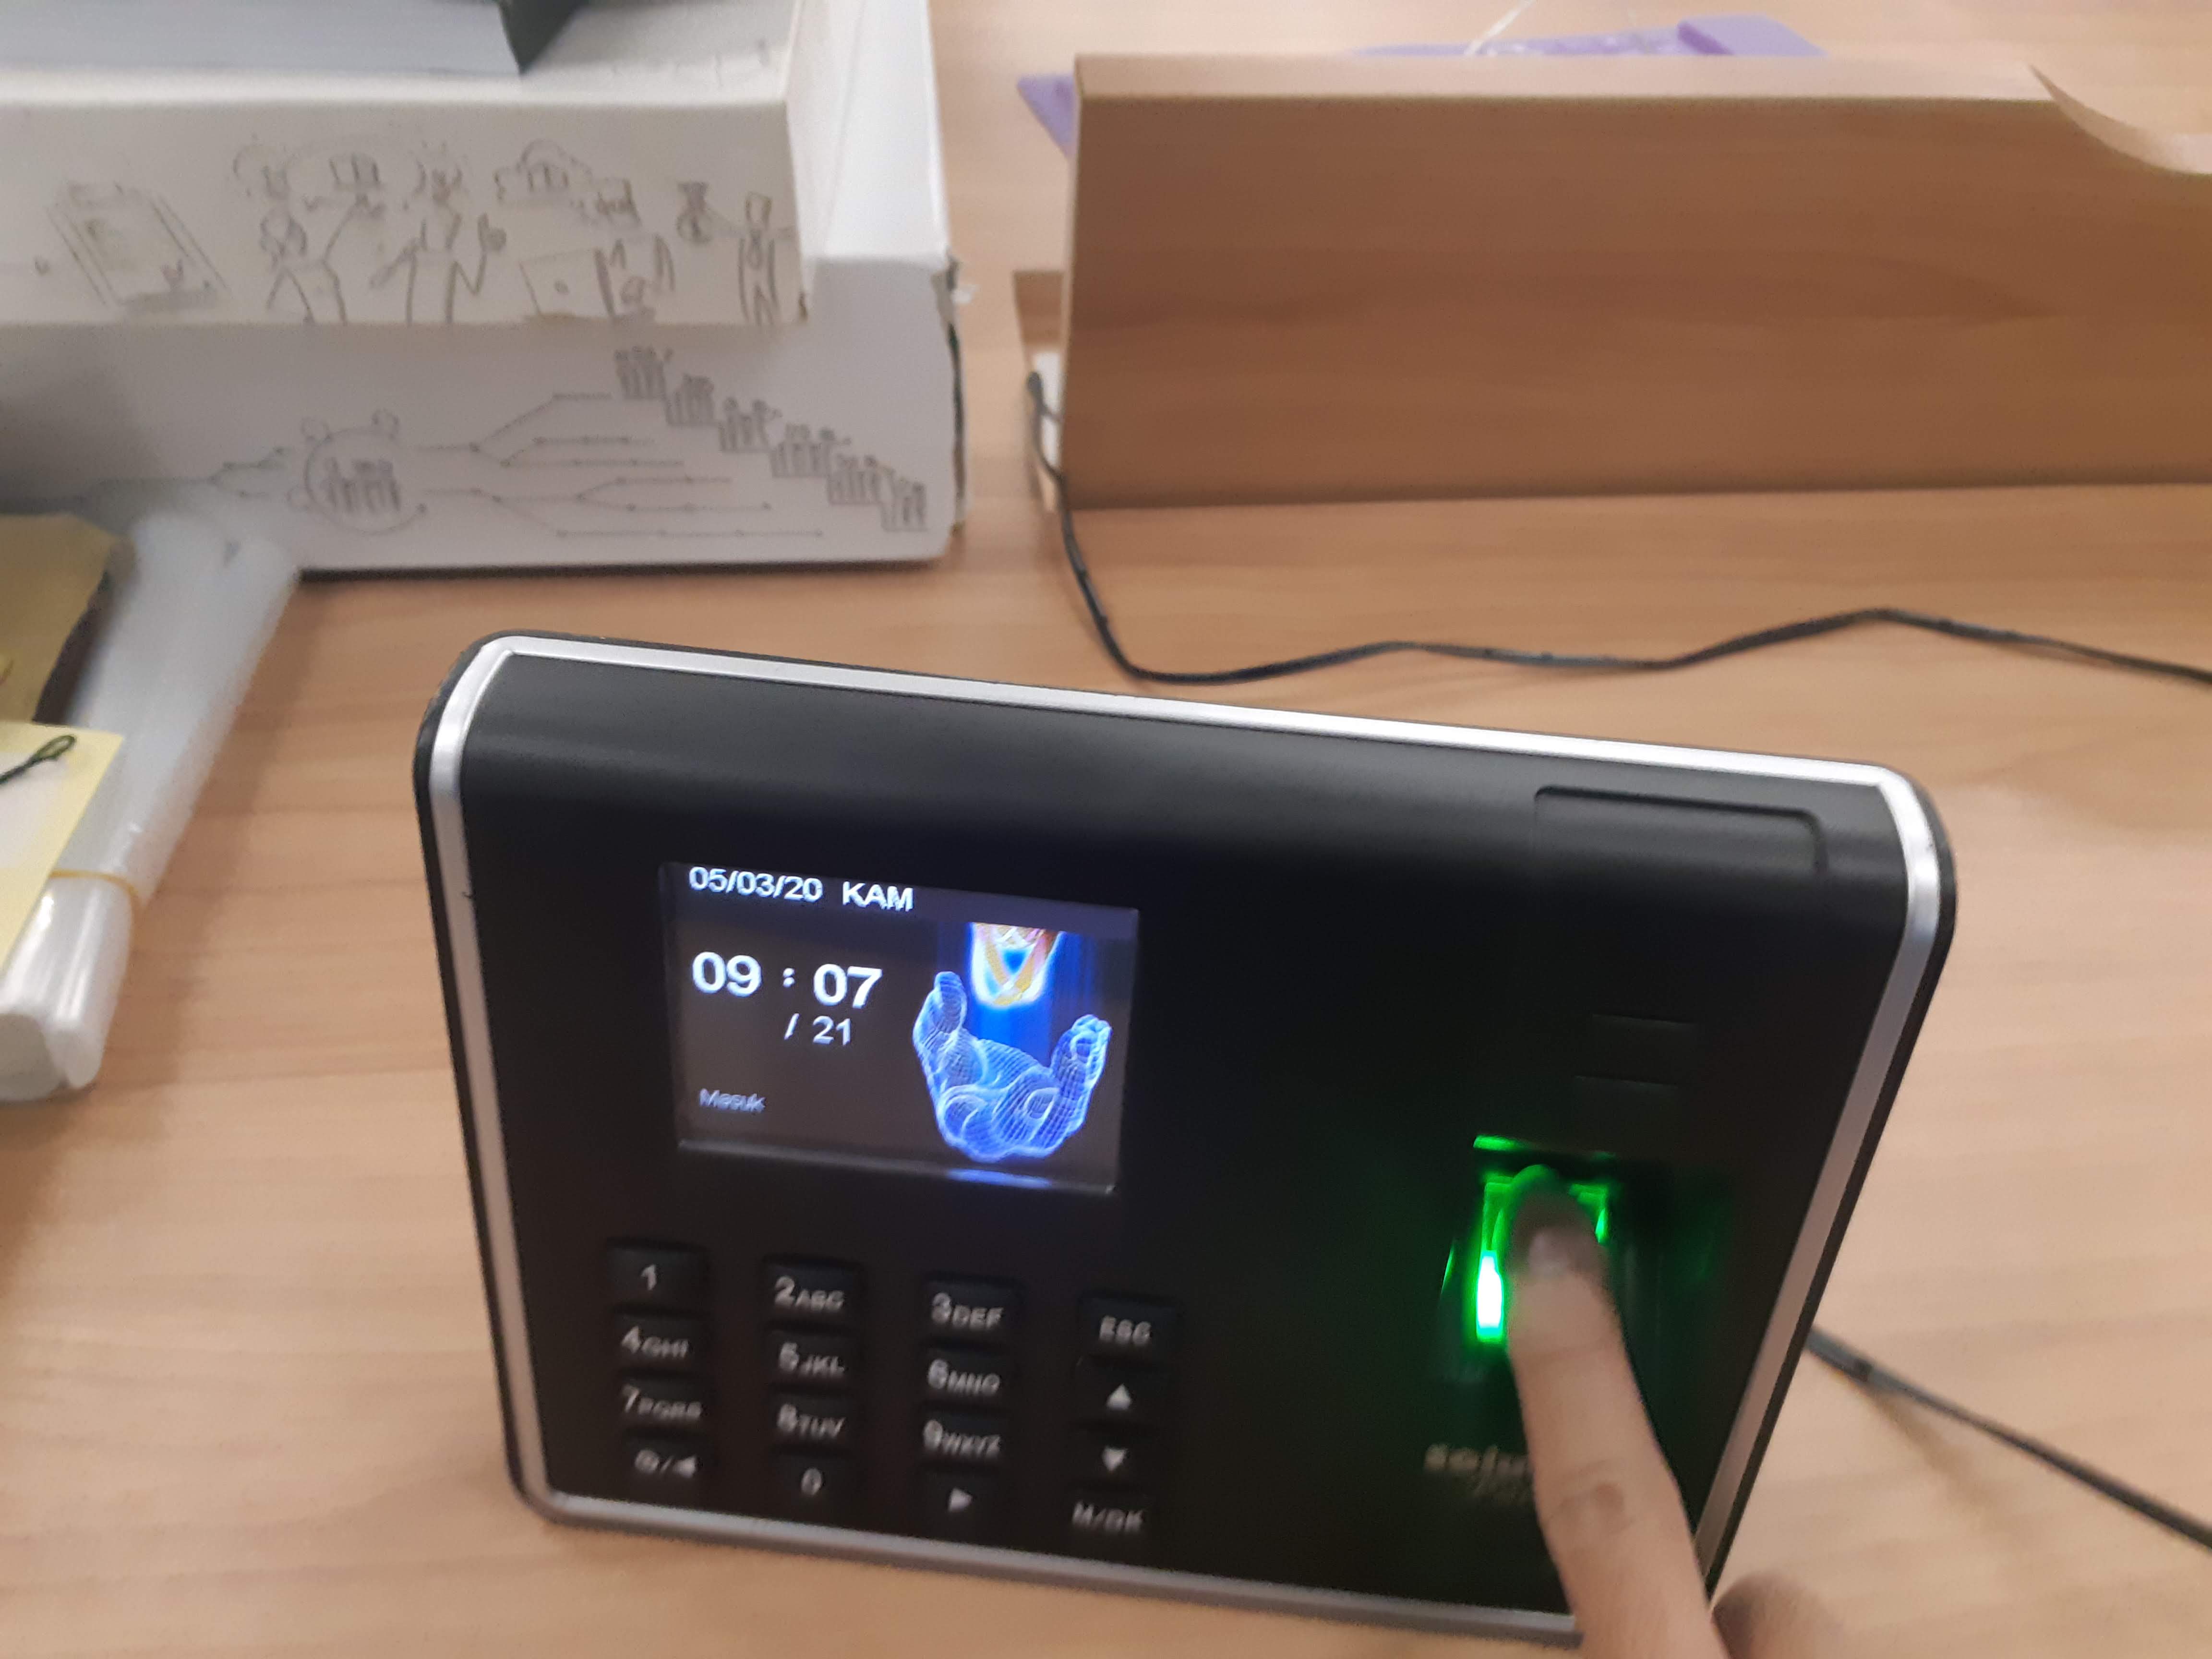 05/03/20 KAM
09 : 07
/ 21
Masuk
1 2ABC 3DEF ESC
4GHI 5JKL 6MNO ▲
7PQRS 8TUV 9WXYZ ▼
0 ► M/OK